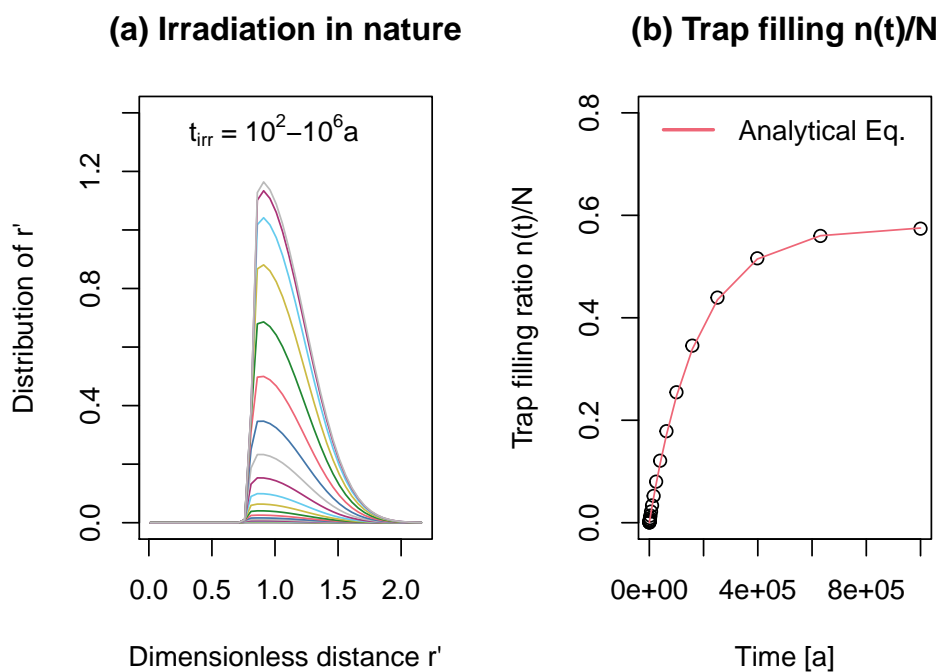 (a) Irradiation in nature
t_irr = 10^2–10^6a
Distribution of r'
0.0
0.4
0.8
1.2
0.0 0.5 1.0 1.5 2.0
Dimensionless distance r'
(b) Trap filling n(t)/N
Analytical Eq.
Trap filling ratio n(t)/N
0.0
0.2
0.4
0.6
0.8
0e+00 4e+05 8e+05
Time [a]